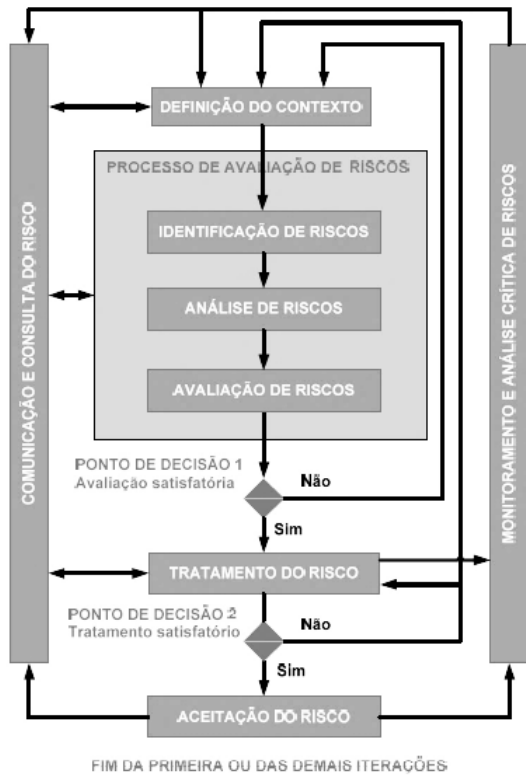 DEFINIÇÃO DO CONTEXTO
PROCESSO DE AVALIAÇÃO DE RISCOS
IDENTIFICAÇÃO DE RISCOS
ANÁLISE DE RISCOS
AVALIAÇÃO DE RISCOS
COMUNICAÇÃO E CONSULTA DO RISCO
MONITORAMENTO E ANÁLISE CRÍTICA DE RISCOS
PONTO DE DECISÃO 1
Avaliação satisfatória
Não
Sim
TRATAMENTO DO RISCO
PONTO DE DECISÃO 2
Tratamento satisfatório
Não
Sim
ACEITAÇÃO DO RISCO
FIM DA PRIMEIRA OU DAS DEMAIS ITERAÇÕES